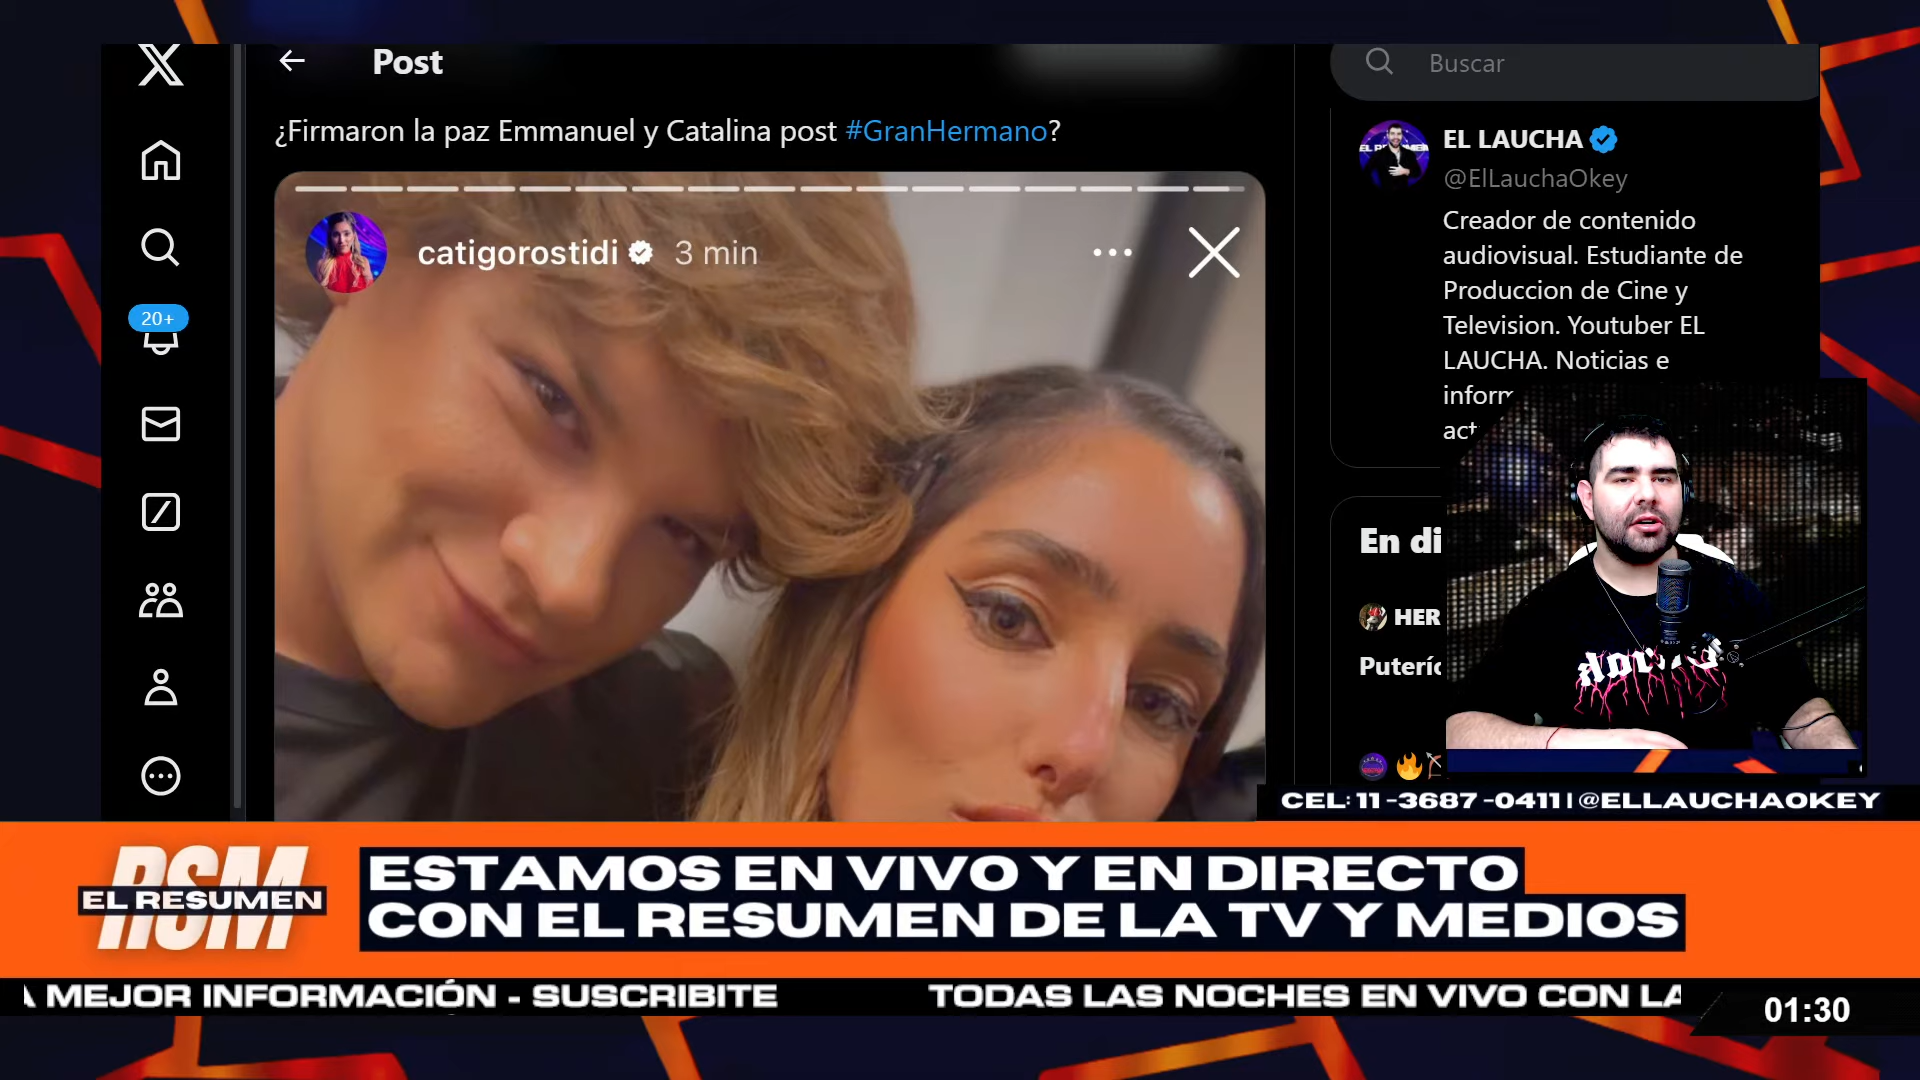 Post
¿Firmaron la paz Emmanuel y Catalina post #GranHermano?
catigorostidi 3 min
20+
Buscar
EL LAUCHA
@ElLauchaOkey
Creador de contenido
audiovisual. Estudiante de
Produccion de Cine y
Television. Youtuber EL
LAUCHA. Noticias e
En di
HER
CEL: 11-3687-0411 | @ELLAUCHAOKEY
RSM
EL RESUMEN
ESTAMOS EN VIVO Y EN DIRECTO
CON EL RESUMEN DE LA TV Y MEDIOS
MEJOR INFORMACIÓN - SUSCRIBITE
TODAS LAS NOCHES EN VIVO CON LA
01:30